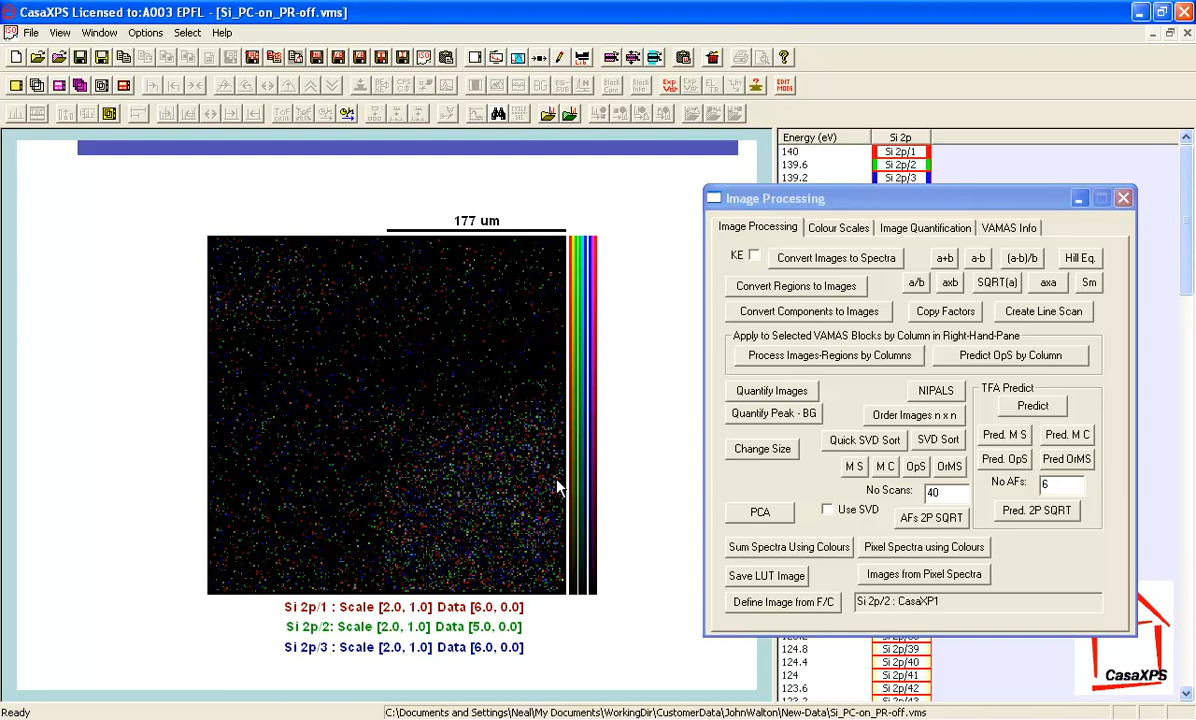 CasaXPS Licensed to:A003 EPFL - [Si_PC-on_PR-off.vms]
File View Window Options Select Help
Energy (eV) Si 2p
140 Si 2p/1
139.6 Si 2p/2
139.2 Si 2p/3
177 um
Si 2p/1 : Scale [2.0, 1.0] Data [6.0, 0.0]
Si 2p/2: Scale [2.0, 1.0] Data [5.0, 0.0]
Si 2p/3 : Scale [2.0, 1.0] Data [6.0, 0.0]
Image Processing
Image Processing Colour Scales Image Quantification VAMAS Info
KE Convert Images to Spectra a+b a-b (a-b)/b Hill Eq.
Convert Regions to Images a/b axb SQRT(a) axa Sm
Convert Components to Images Copy Factors Create Line Scan
Apply to Selected VAMAS Blocks by Column in Right-Hand-Pane
Process Images-Regions by Columns Predict OpS by Column
Quantify Images NIPALS TFA Predict
Quantify Peak - BG Order Images n x n Predict
Change Size Quick SVD Sort SVD Sort Pred. M S Pred. M C
M S M C OpS OrMS Pred. OpS Pred OrMS
No Scans: 40 No AFs: 6
PCA Use SVD AFs 2P SQRT Pred. 2P SQRT
Sum Spectra Using Colours Pixel Spectra using Colours
Save LUT Image Images from Pixel Spectra
Define Image from F/C Si 2p/2 : CasaXP1
124.8 Si 2p/39
124.4 Si 2p/40
124 Si 2p/41
123.6 Si 2p/42
CasaXPS
Ready C:\Documents and Settings\Neal\My Documents\WorkingDir\CustomerData\JohnWalton\New-Data\Si_PC-on_PR-off.vms